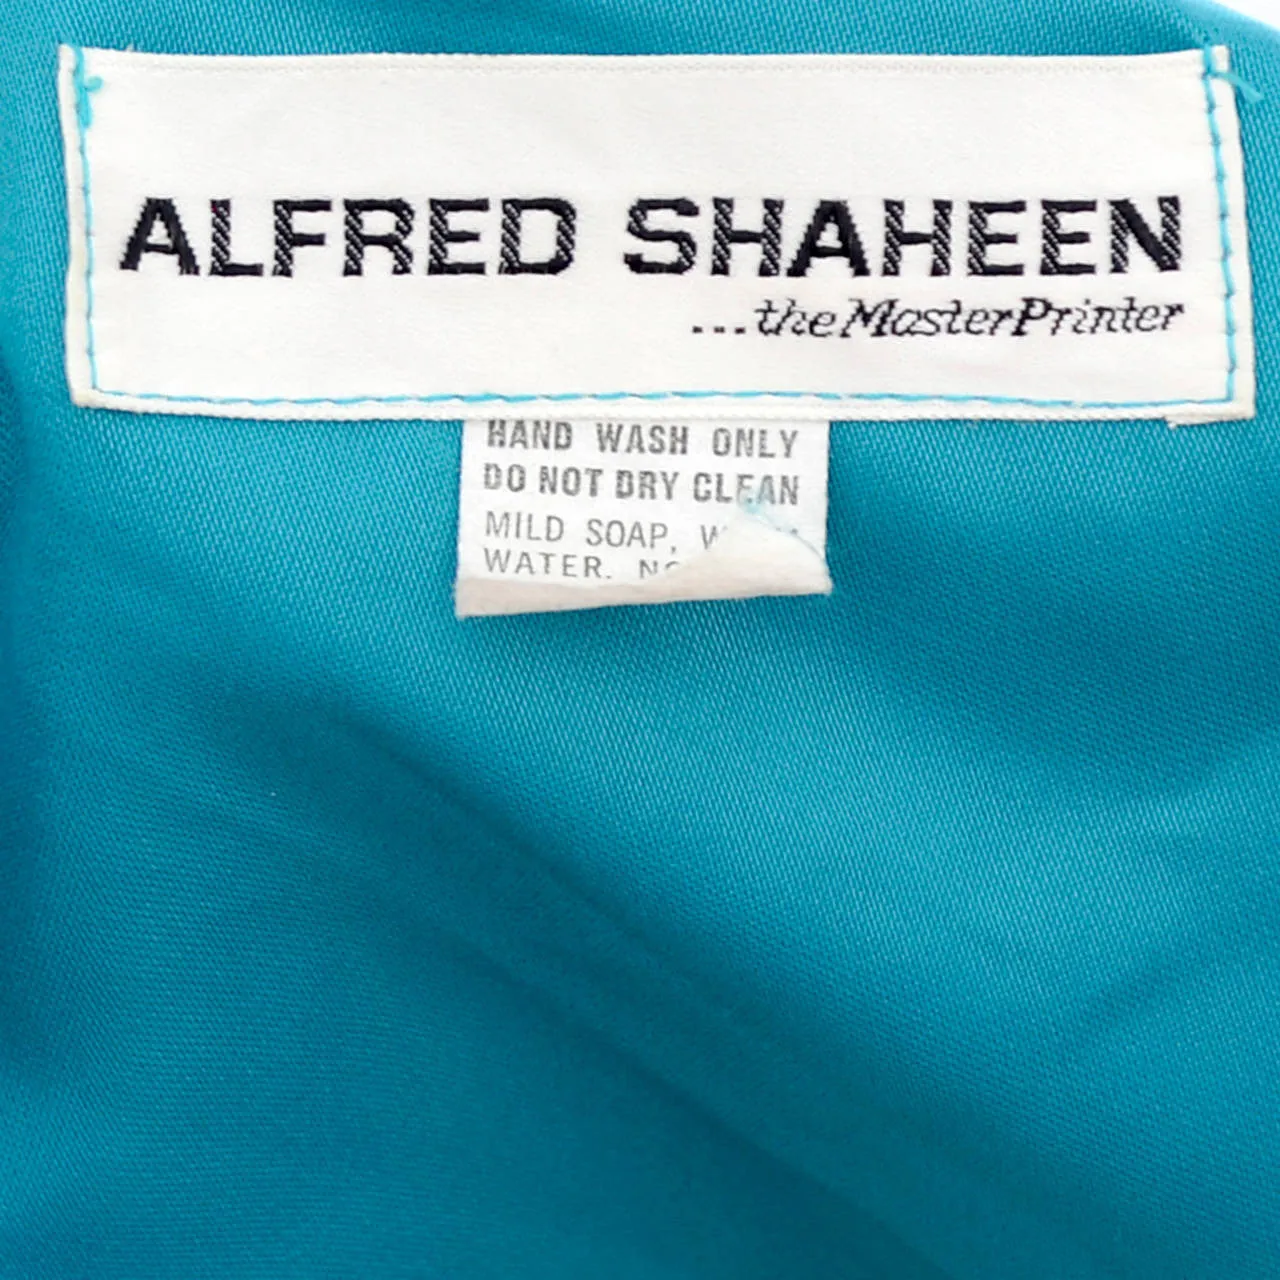 ALFRED SHAHEEN
...the Master Printer
HAND WASH ONLY
DO NOT DRY CLEAN
MILD SOAP,
WATER.